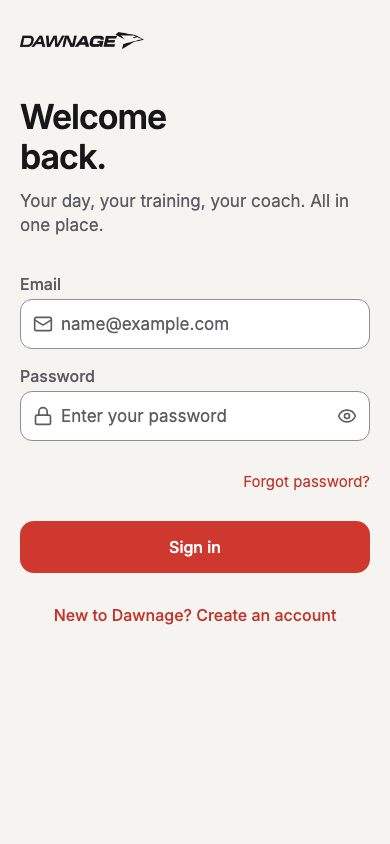 DAWNAGE
Welcome
back.
Your day, your training, your coach. All in
one place.
Email
name@example.com
Password
Enter your password
Forgot password?
Sign in
New to Dawnage? Create an account